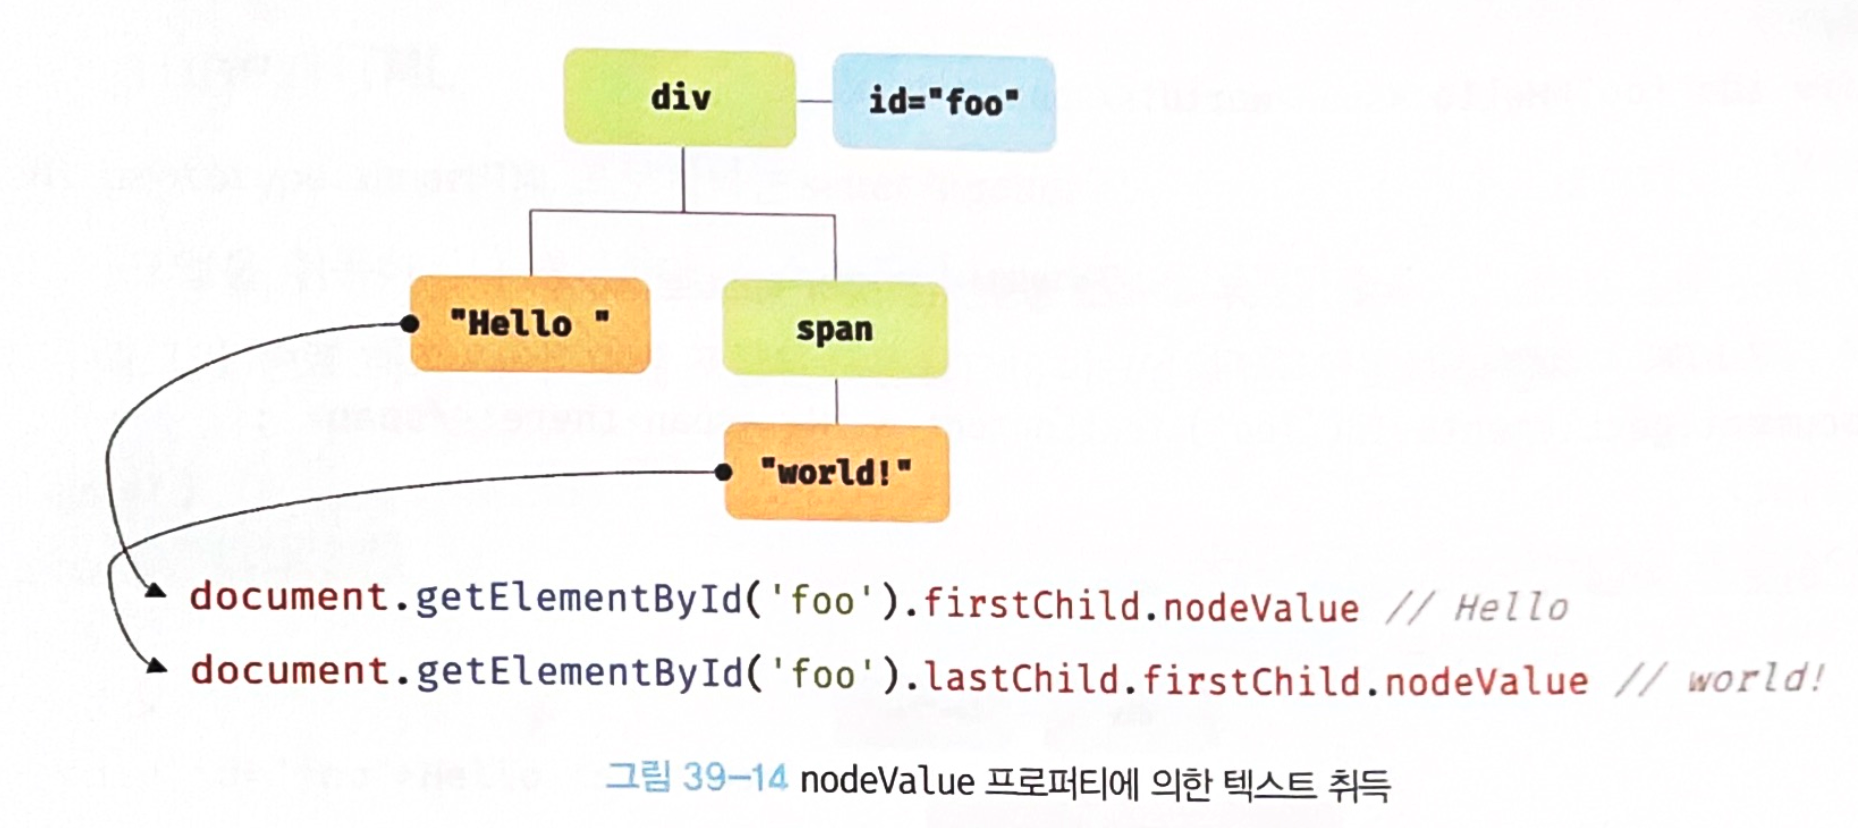 div id="foo"
"Hello " span
"world!"
document.getElementById('foo').firstChild.nodeValue // Hello
document.getElementById('foo').lastChild.firstChild.nodeValue // world!
그림 39-14 nodeValue 프로퍼티에 의한 텍스트 취득